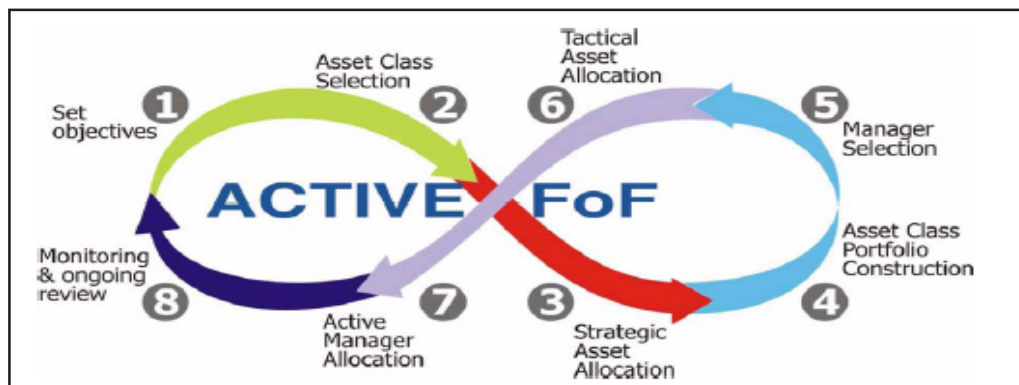 1
Set
objectives
Asset Class
Selection
2
Tactical
Asset
Allocation
6
5
Manager
Selection
ACTIVE FoF
Monitoring
& ongoing
review
8
Active
Manager
Allocation
7
3
Strategic
Asset
Allocation
Asset Class
Portfolio
Construction
4